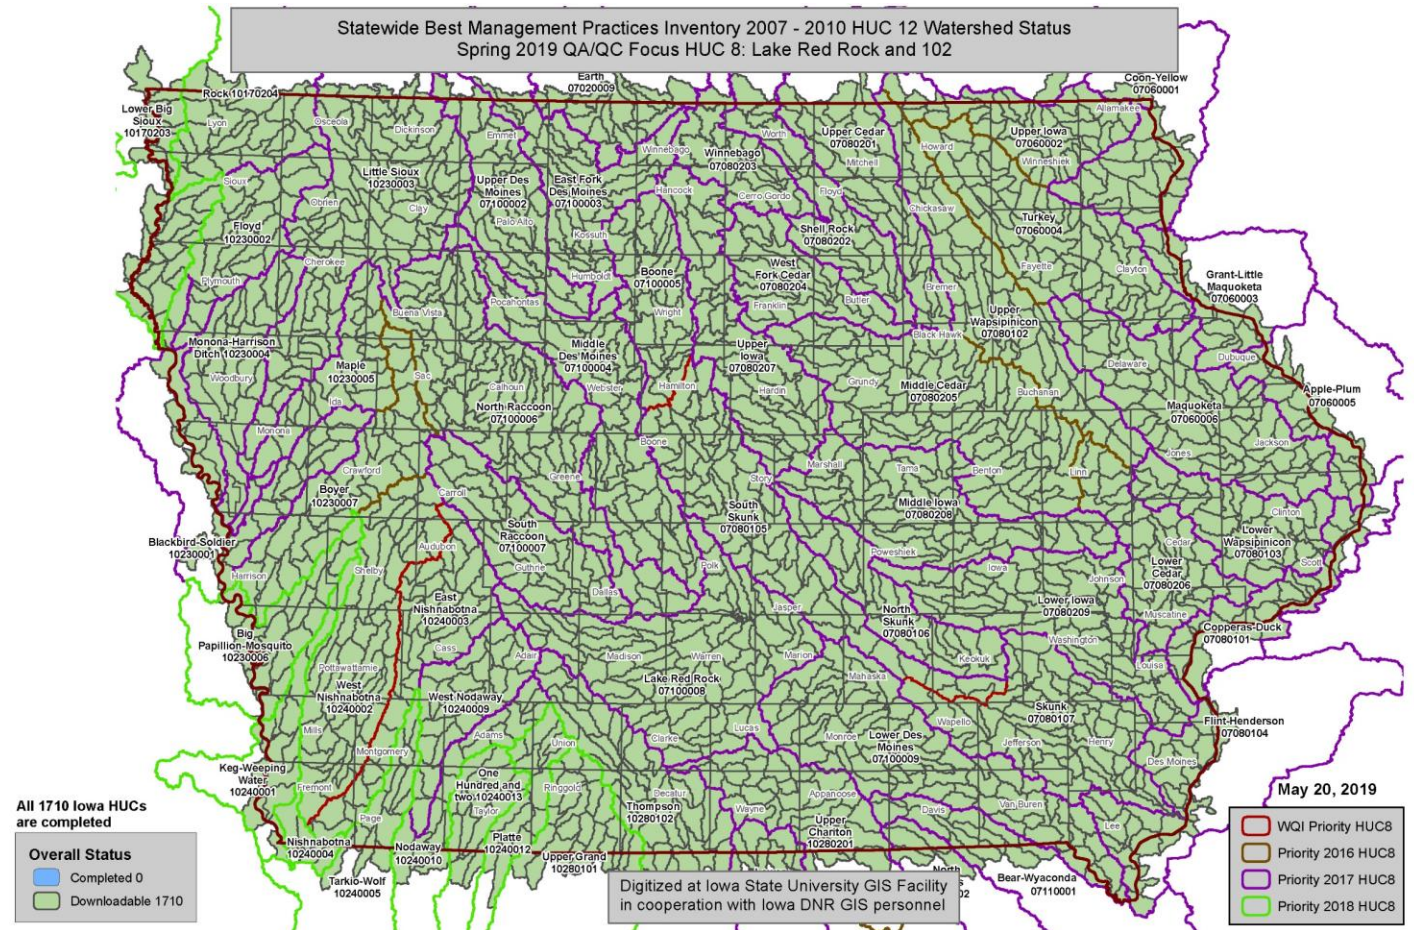 Statewide Best Management Practices Inventory 2007 - 2010 HUC 12 Watershed Status
Spring 2019 QA/QC Focus HUC 8: Lake Red Rock and 102
Earth
07020009
Coon-Yellow
07060001
Rock 10170204
Lower Big
Sioux
10170203
Lyon
Osceola
Dickinson
Emmet
Winnebago
Worth
Mitchell
Howard
Winneshiek
Allamakee
Upper Cedar
07080201
Upper Iowa
07060002
Winnebago
07080203
Little Sioux
10230003
Upper Des
Moines
07100002
East Fork
Des Moines
07100003
Sioux
Obrien
Clay
Palo Alto
Kossuth
Hancock
Cerro Gordo
Floyd
Chickasaw
Floyd
10230002
Shell Rock
07080202
Turkey
07060004
Fayette
Clayton
Plymouth
Cherokee
Buena Vista
Pocahontas
Humboldt
Boone
07100005
Wright
West
Fork Cedar
07080204
Franklin
Butler
Bremer
Black Hawk
Upper
Wapsipinicon
07080102
Grant-Little
Maquoketa
07060003
Monona-Harrison
Ditch 10230004
Woodbury
Maple
10230005
Ida
Sac
Calhoun
Middle
Des Moines
07100004
Webster
Hamilton
Upper
Iowa
07080207
Hardin
Grundy
Middle Cedar
07080205
Buchanan
Delaware
Dubuque
Apple-Plum
07060005
North Raccoon
07100006
Maquoketa
07060006
Monona
Crawford
Carroll
Greene
Boone
Story
Marshall
Tama
Benton
Linn
Jones
Jackson
Boyer
10230007
South
Skunk
07080105
Middle Iowa
07080208
Clinton
Lower
Wapsipinicon
07080103
Blackbird-Soldier
10230001
Harrison
Shelby
Audubon
South
Raccoon
07100007
Guthrie
Dallas
Polk
Jasper
Poweshiek
Iowa
Johnson
Cedar
Scott
Lower
Cedar
07080206
Muscatine
East
Nishnabotna
10240003
North
Skunk
07080106
Lower Iowa
07080209
Copperas-Duck
07080101
Big
Papillion-Mosquito
10230006
Pottawattamie
Cass
Adair
Madison
Warren
Marion
Mahaska
Keokuk
Washington
Louisa
West
Nishnabotna
10240002
West Nodaway
10240009
Lake Red Rock
07100008
Skunk
07080107
Flint-Henderson
07080104
Mills
Montgomery
Adams
Union
Clarke
Lucas
Monroe
Wapello
Jefferson
Henry
Des Moines
Lower Des
Moines
07100009
Keg-Weeping
Water
10240001
Fremont
Page
One
Hundred and
two 10240013
Taylor
Ringgold
Decatur
Wayne
Appanoose
Davis
Van Buren
Lee
Thompson
10280102
Upper
Chariton
10280201
Nishnabotna
10240004
Nodaway
10240010
Platte
10240012
Upper Grand
10280101
Tarkio-Wolf
10240005
North
02
Bear-Wyaconda
07110001
All 1710 Iowa HUCs
are completed
Overall Status
Completed 0
Downloadable 1710
Digitized at Iowa State University GIS Facility
in cooperation with Iowa DNR GIS personnel
May 20, 2019
WQI Priority HUC8
Priority 2016 HUC8
Priority 2017 HUC8
Priority 2018 HUC8